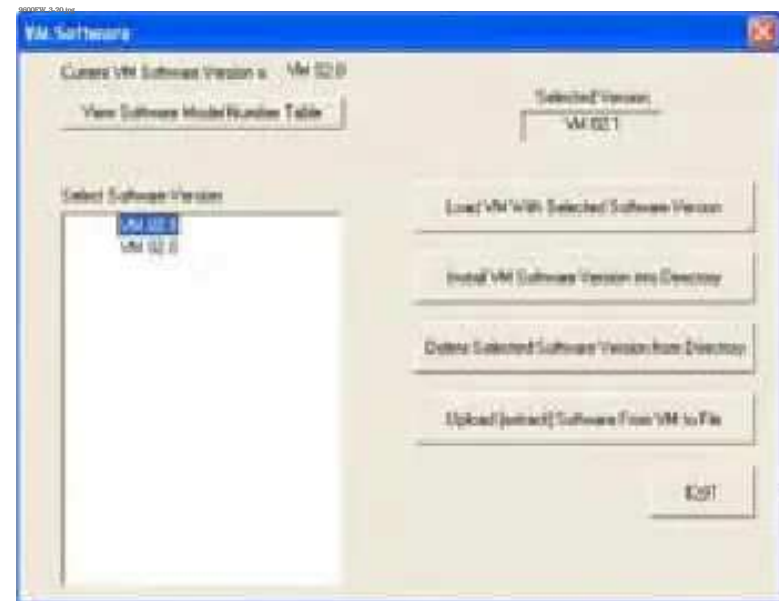 VM Software
Current VM Software Version is VM 02.0
View Software Model Number Table
Selected Version
VM 02.1
Select Software Version
VM 02.1
VM 02.0
Load VM With Selected Software Version
Install VM Software Version into Directory
Delete Selected Software Version from Directory
Upload (extract) Software From VM to File
EXIT